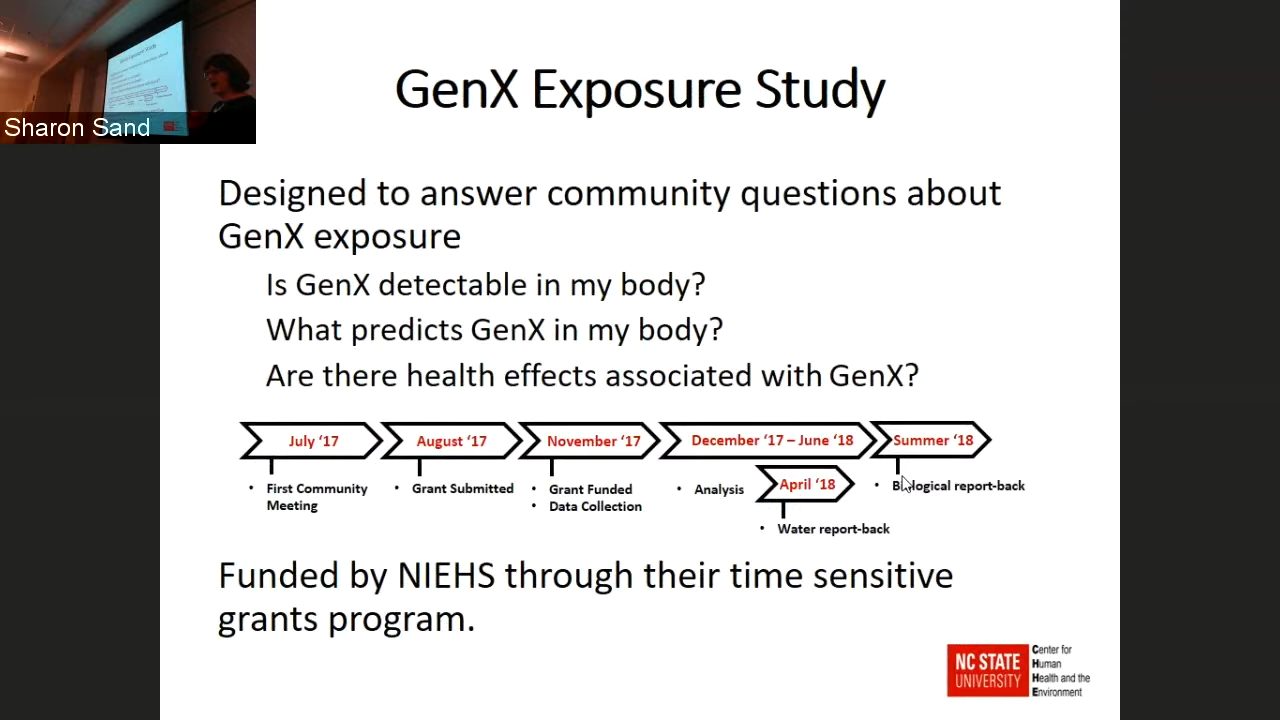 GenX Exposure Study
Sharon Sand
Designed to answer community questions about
GenX exposure
Is GenX detectable in my body?
What predicts GenX in my body?
Are there health effects associated with GenX?
July ‘17
August ‘17
November ‘17
December ‘17 – June ‘18
Summer ‘18
• First Community
Meeting
• Grant Submitted
• Grant Funded
• Data Collection
• Analysis
April ‘18
• Water report-back
• Biological report-back
Funded by NIEHS through their time sensitive
grants program.
NC STATE
UNIVERSITY
Center for
Human
Health and the
Environment